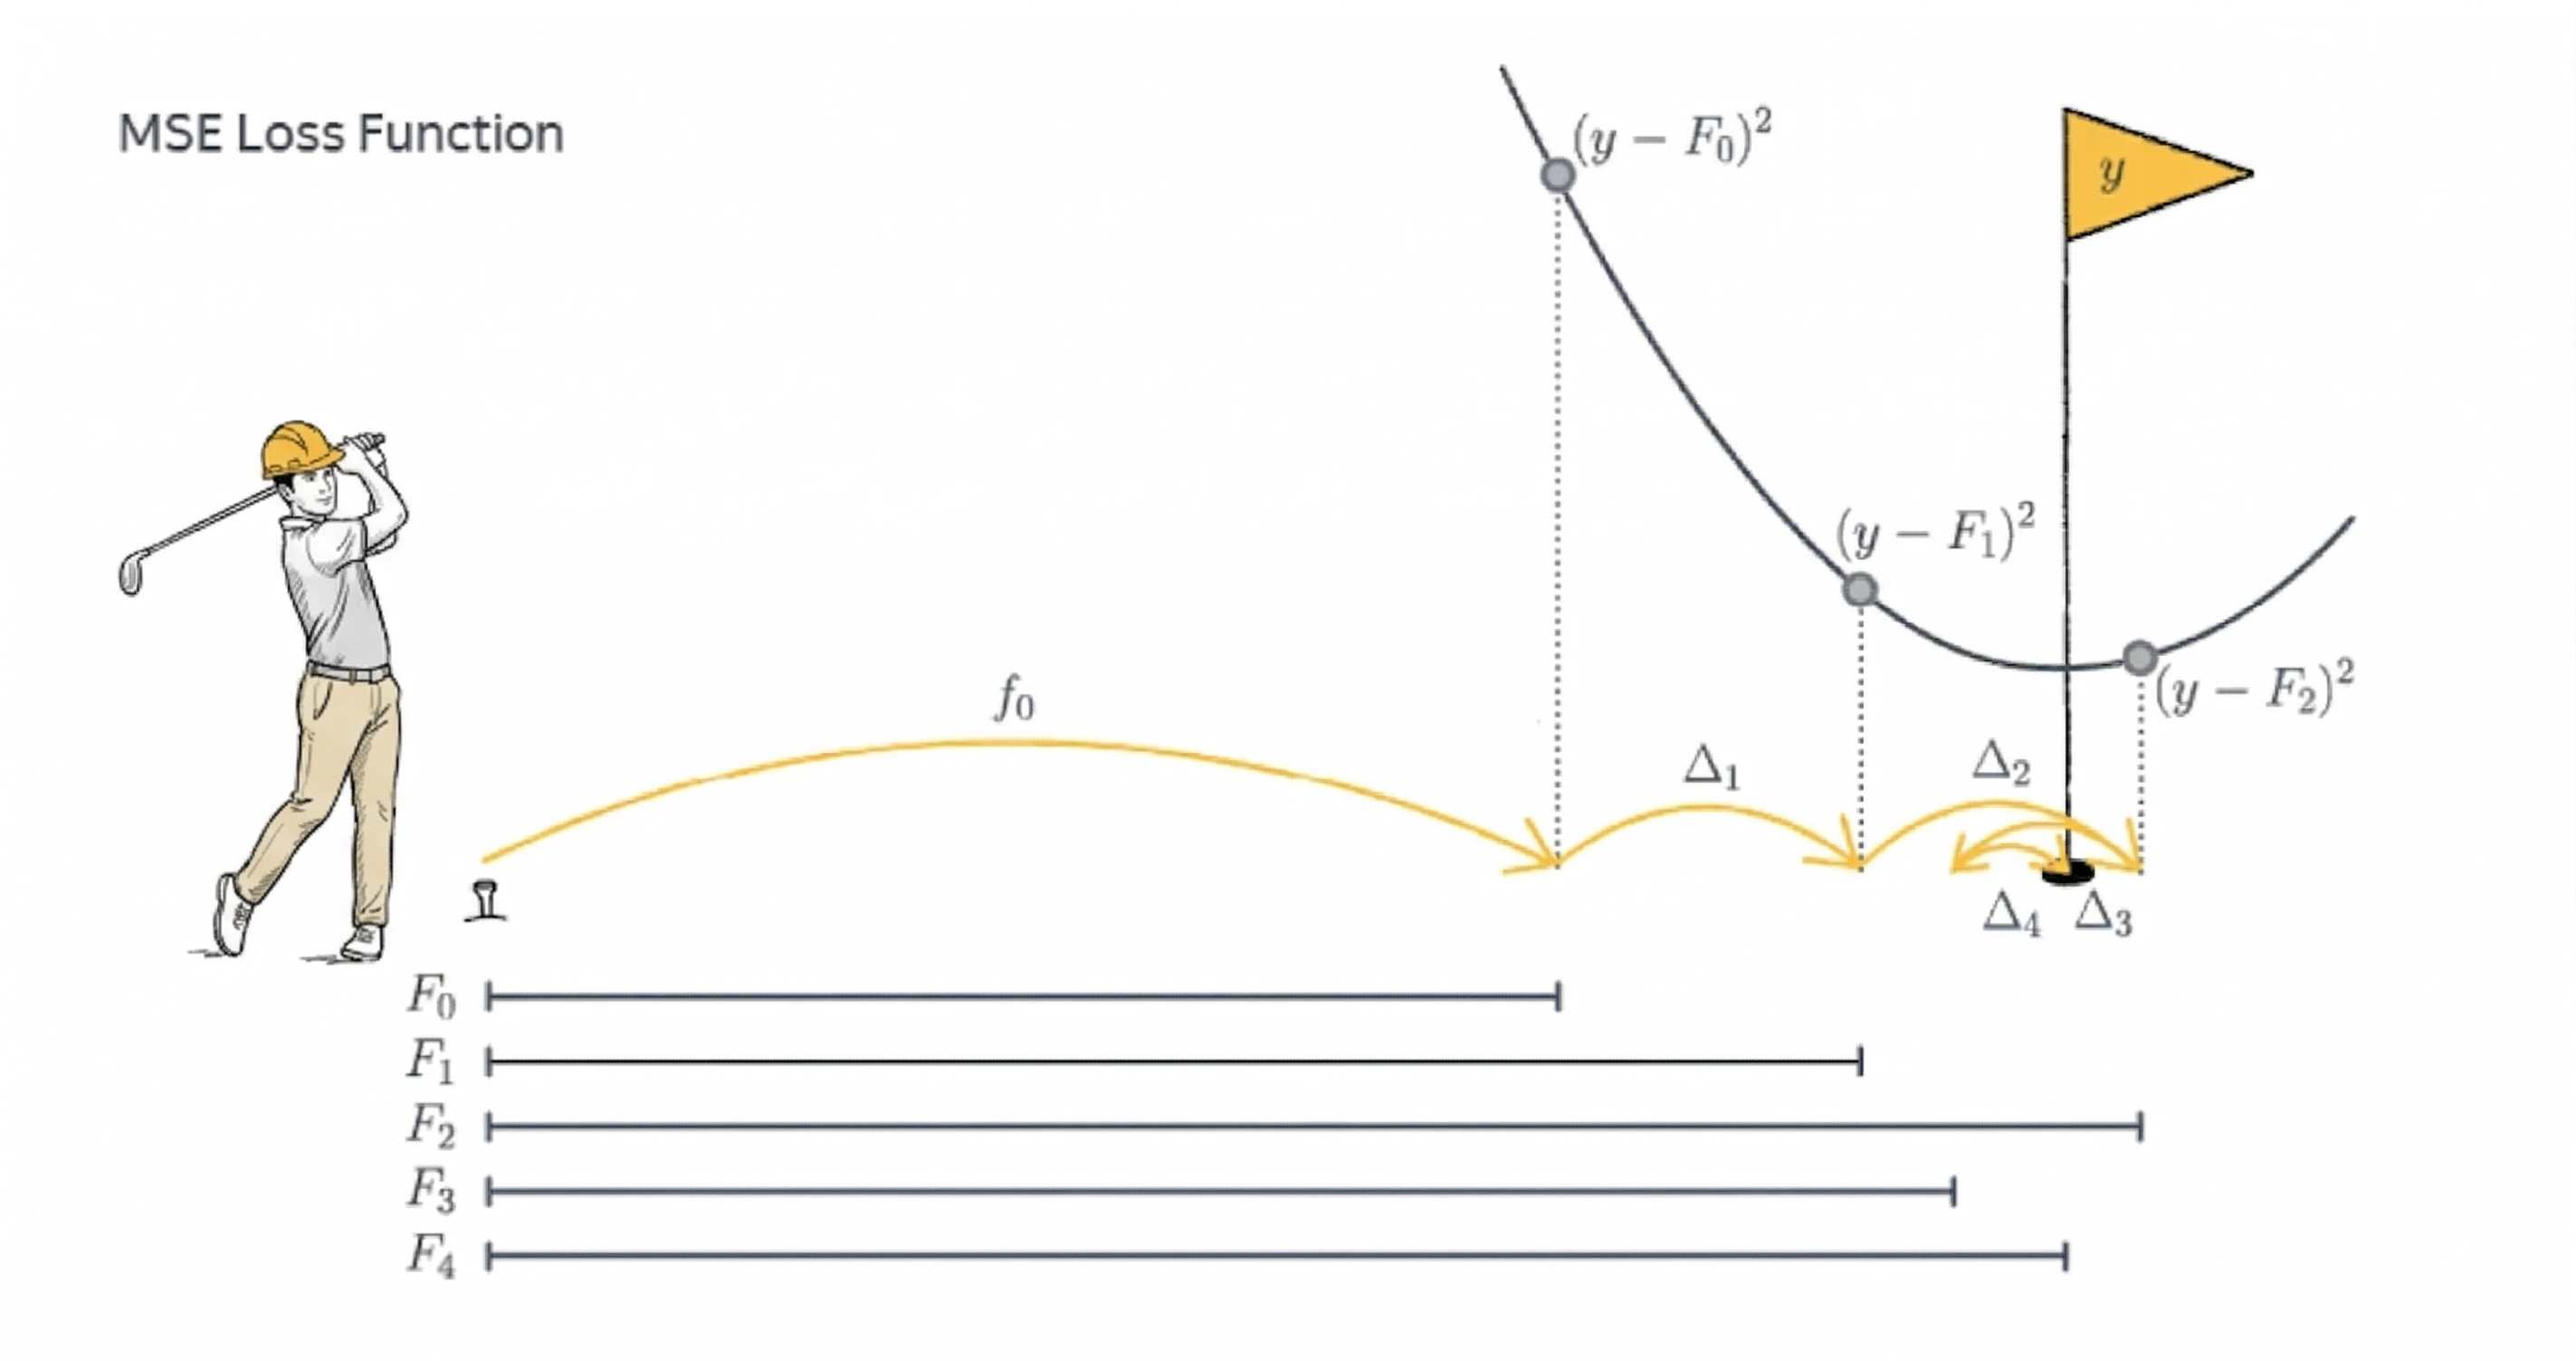 MSE Loss Function
(y − F₀)²
y
(y − F₁)²
(y − F₂)²
f₀
Δ₁
Δ₂
Δ₄ Δ₃
F₀
F₁
F₂
F₃
F₄